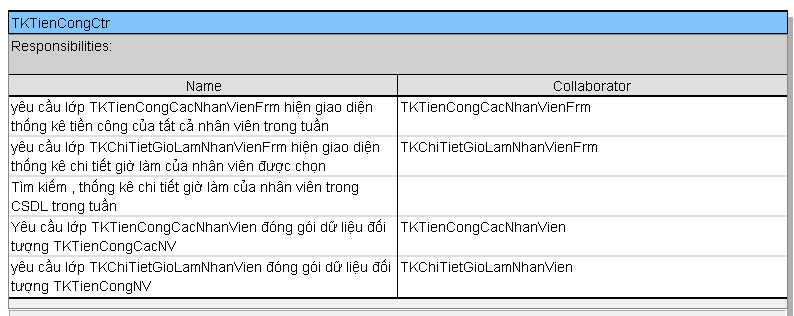 TKTienCongCtr
Responsibilities:
Name
Collaborator
yêu cầu lớp TKTienCongCacNhanVienFrm hiện giao diện
thống kê tiền công của tất cả nhân viên trong tuần
TKTienCongCacNhanVienFrm
yêu cầu lớp TKChiTietGioLamNhanVienFrm hiện giao diện
thống kê chi tiết giờ làm của nhân viên được chọn
TKChiTietGioLamNhanVienFrm
Tìm kiếm , thống kê chi tiết giờ làm của nhân viên trong
CSDL trong tuần
Yêu cầu lớp TKTienCongCacNhanVien đóng gói dữ liệu đối
tượng TKTienCongCacNV
TKTienCongCacNhanVien
yêu cầu lớp TKChiTietGioLamNhanVien đóng gói dữ liệu đối
tượng TKTienCongNV
TKChiTietGioLamNhanVien